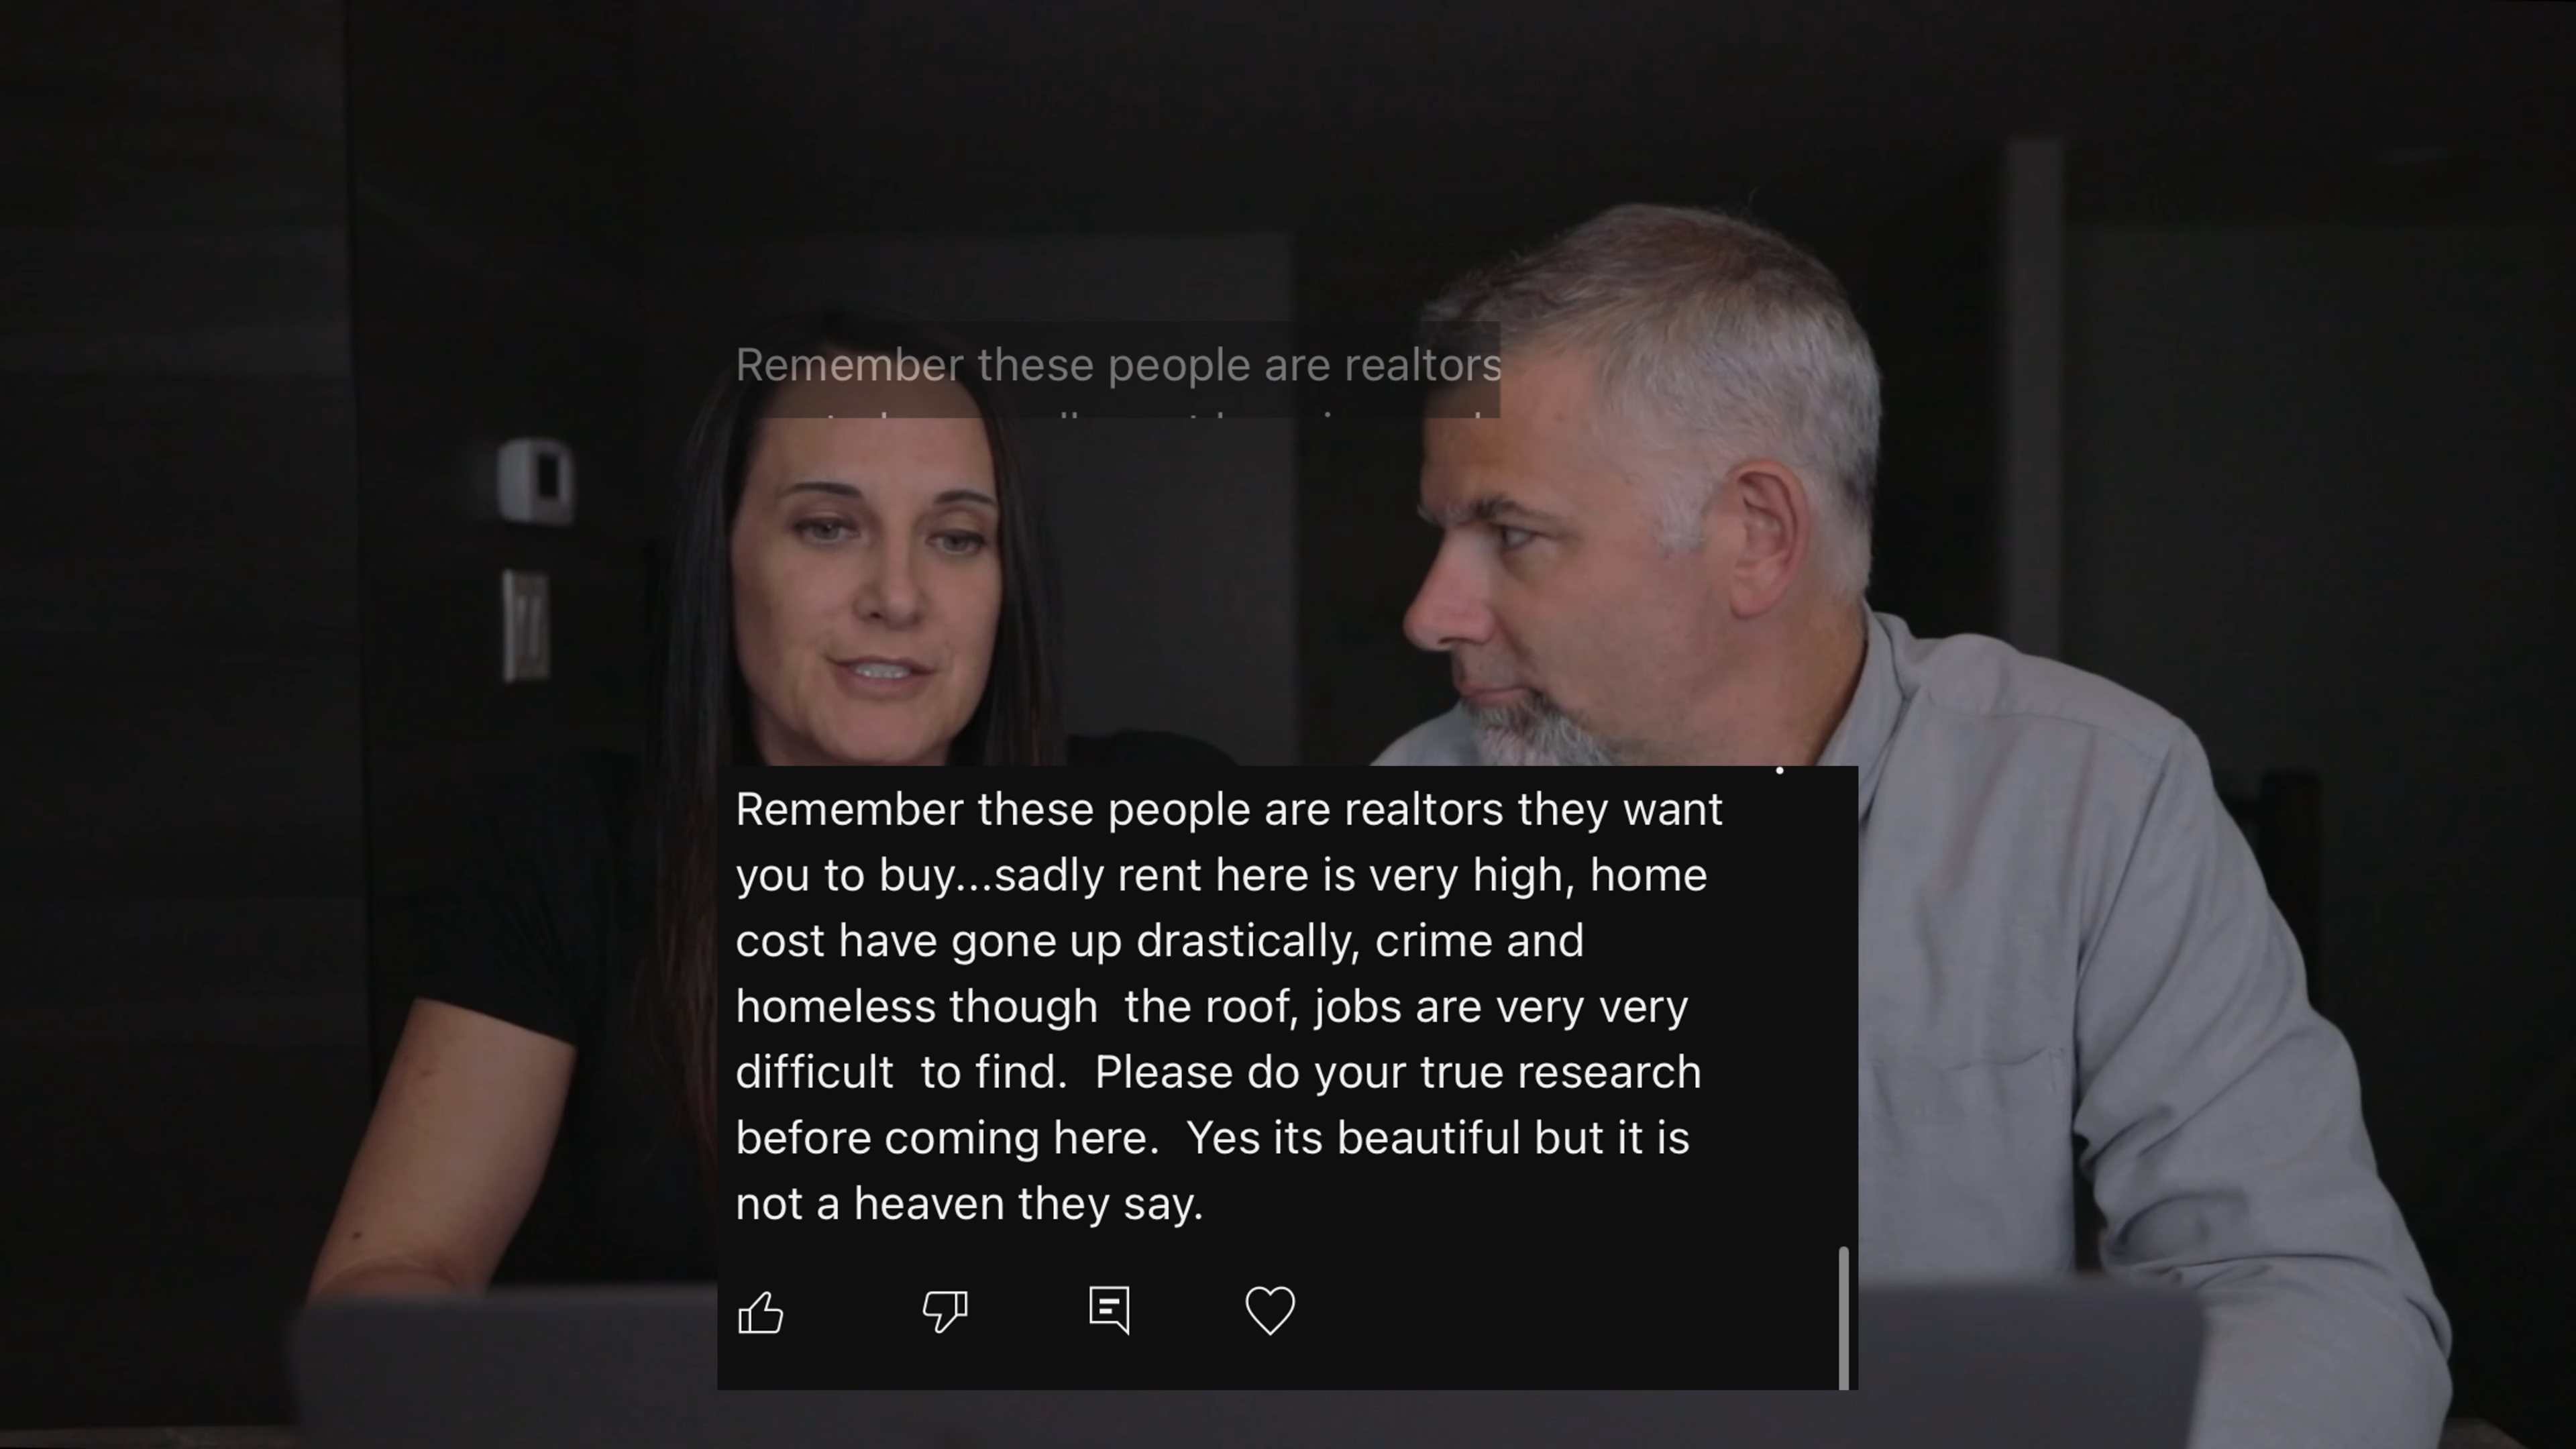 Remember these people are realtors
Remember these people are realtors they want
you to buy...sadly rent here is very high, home
cost have gone up drastically, crime and
homeless though  the roof, jobs are very very
difficult  to find.  Please do your true research
before coming here.  Yes its beautiful but it is
not a heaven they say.